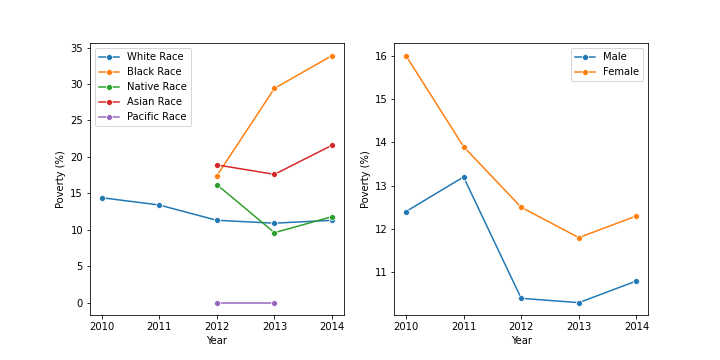 White Race
Black Race
Native Race
Asian Race
Pacific Race
35
30
25
20
15
10
5
0
Poverty (%)
2010 2011 2012 2013 2014
Year
Male
Female
16
15
14
13
12
11
Poverty (%)
2010 2011 2012 2013 2014
Year